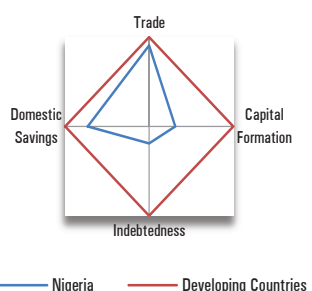 Trade
Domestic
Savings
Capital
Formation
Indebtedness
Nigeria
Developing Countries